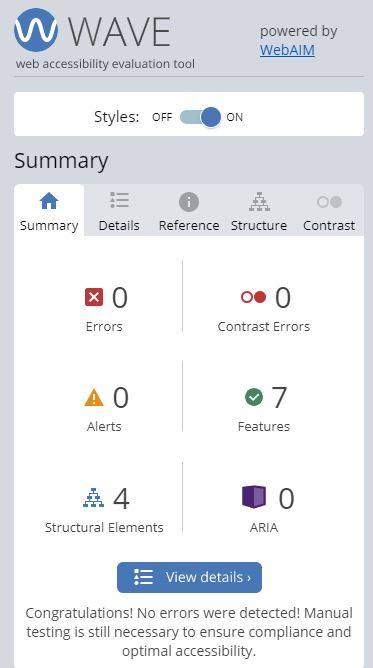 WAVE
web accessibility evaluation tool
powered by
WebAIM
Styles: OFF ON
Summary
Summary Details Reference Structure Contrast
0 0
Errors Contrast Errors
0 7
Alerts Features
4 0
Structural Elements ARIA
View details ›
Congratulations! No errors were detected! Manual
testing is still necessary to ensure compliance and
optimal accessibility.